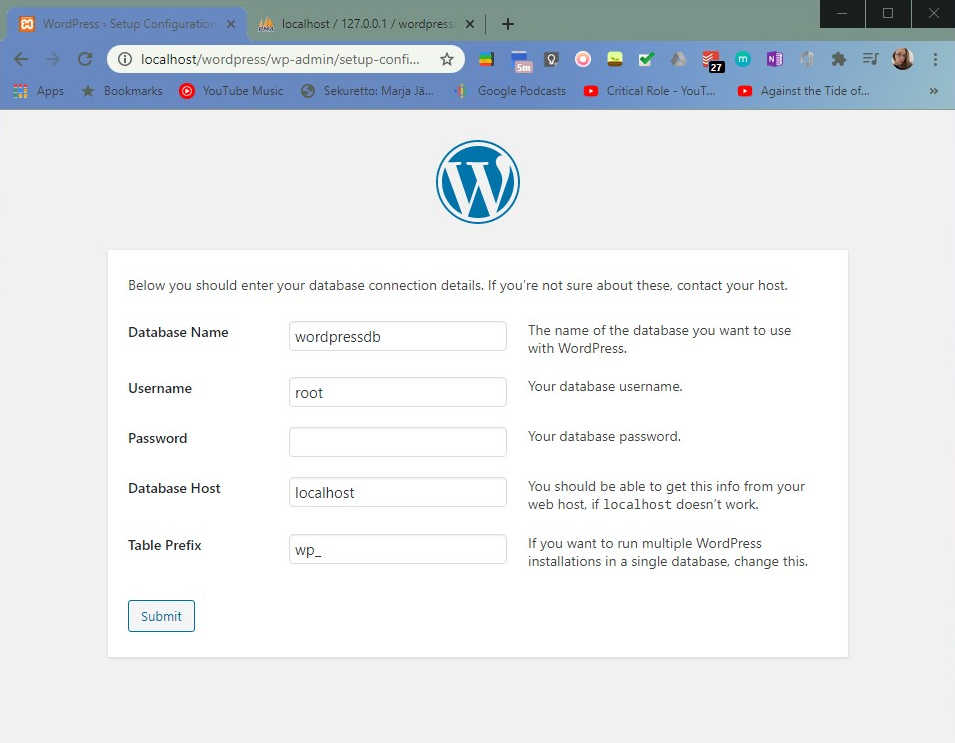 WordPress › Setup Configuration
localhost / 127.0.0.1 / wordpress
localhost/wordpress/wp-admin/setup-confi...
5m
27
Apps
Bookmarks
YouTube Music
Sekuretto: Marja Jä...
Google Podcasts
Critical Role - YouT...
Against the Tide of...
»
W
Below you should enter your database connection details. If you're not sure about these, contact your host.
Database Name
wordpressdb
The name of the database you want to use
with WordPress.
Username
root
Your database username.
Password
Your database password.
Database Host
localhost
You should be able to get this info from your
web host, if localhost doesn't work.
Table Prefix
wp_
If you want to run multiple WordPress
installations in a single database, change this.
Submit